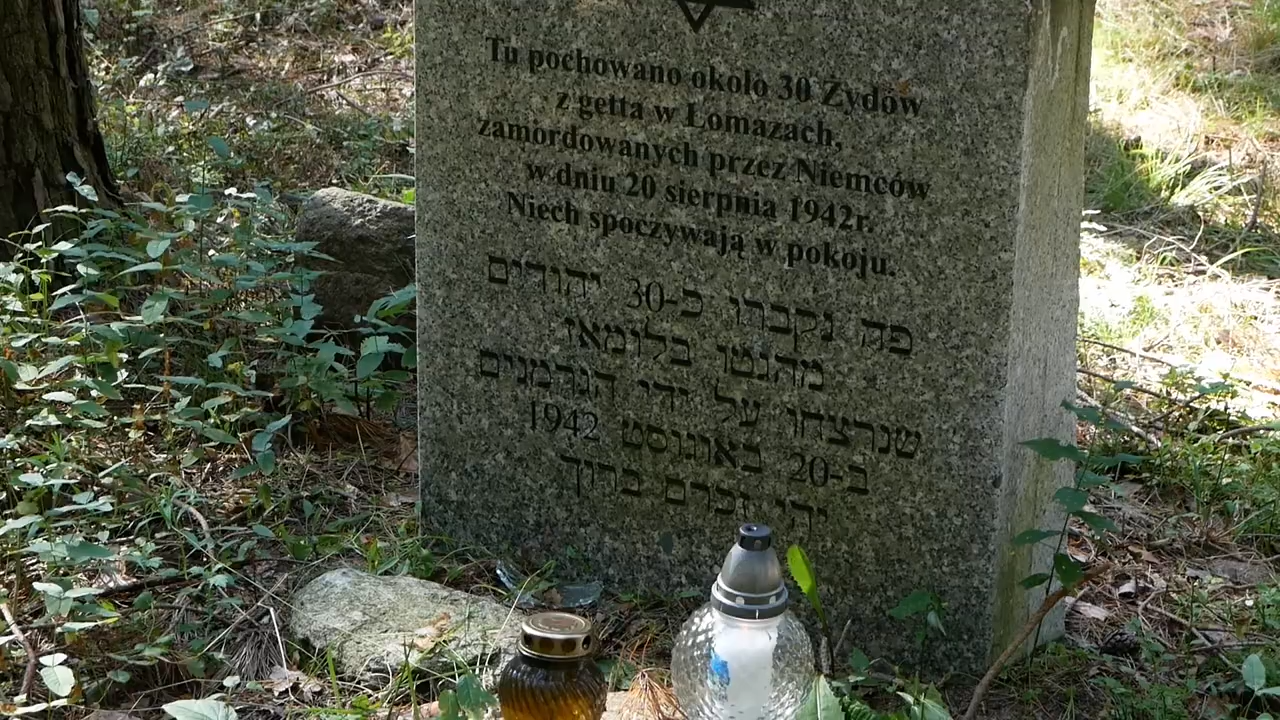 Tu pochowano około 30 Żydów
z getta w Łomazach,
zamordowanych przez Niemców
w dniu 20 sierpnia 1942r.
Niech spoczywają w pokoju.
פה נקברו כ-30 יהודים
מהגטו בלומאז
שנרצחו על ידי הגרמנים
ב-20 באוגוסט 1942
יהי זכרם ברוך